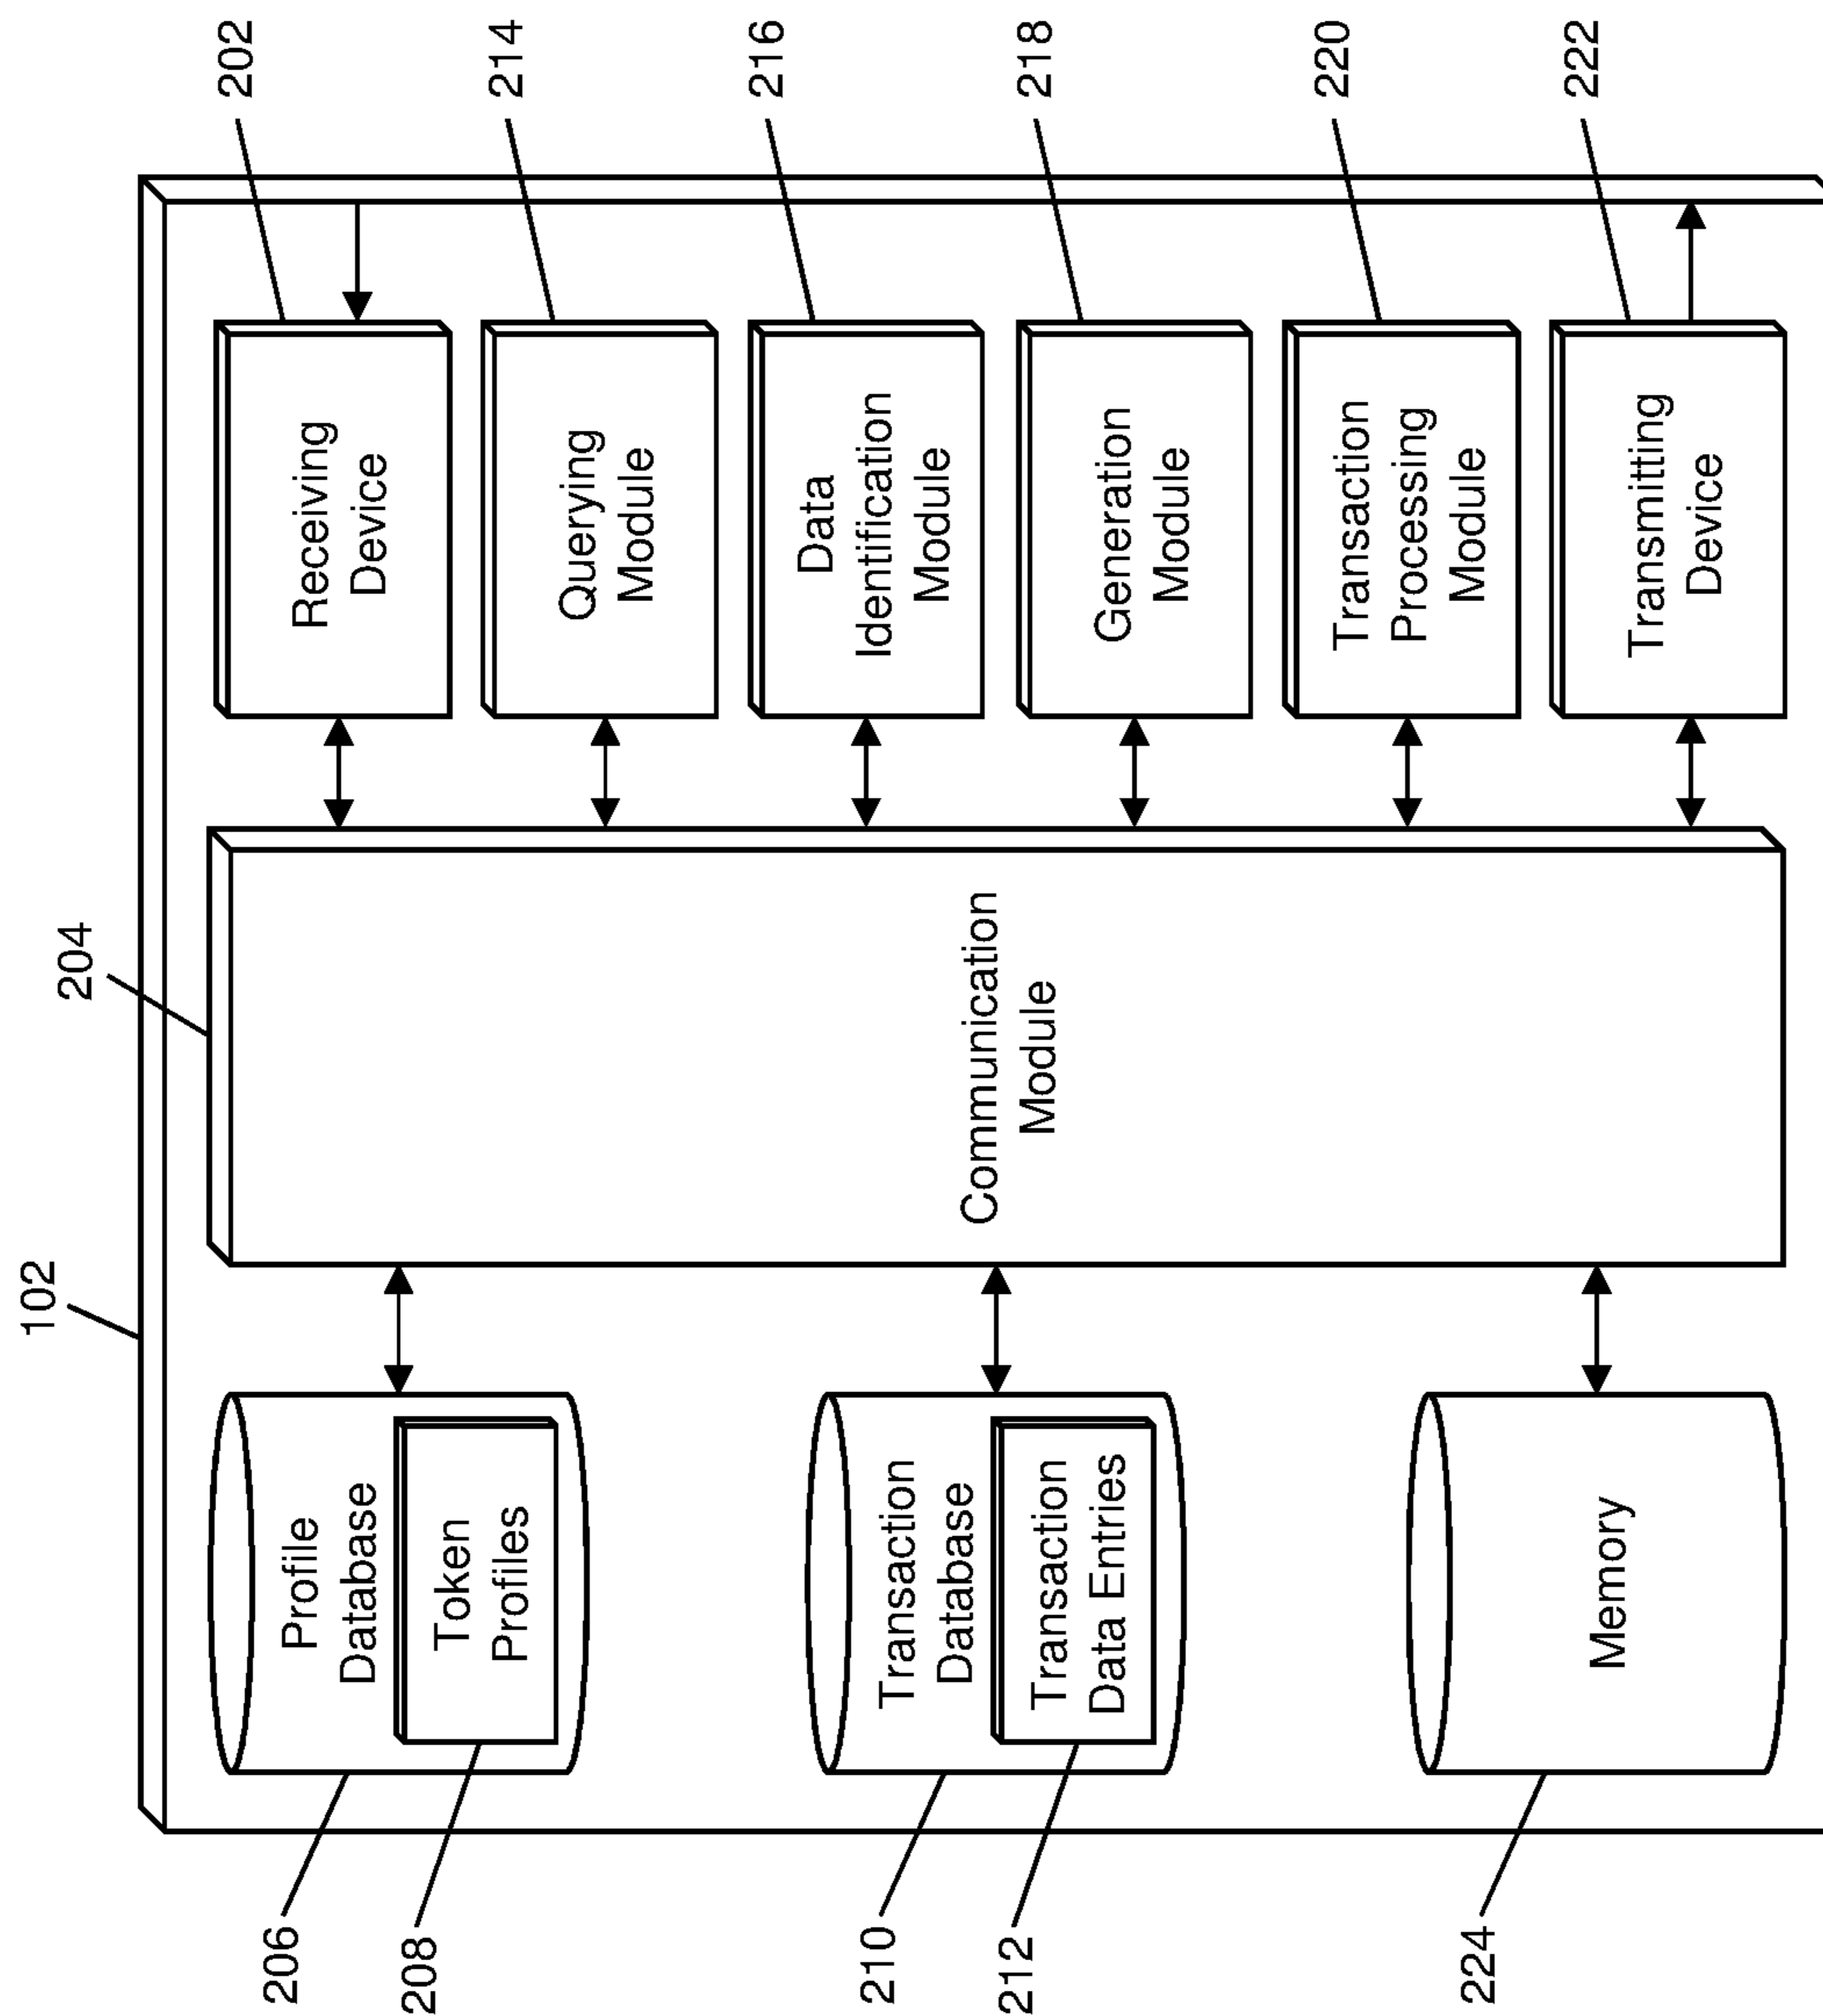 102
204
206
Profile
Database
208
Token
Profiles
210
Transaction
Database
212
Transaction
Data Entries
224
Memory
Communication
Module
Receiving
Device
202
Querying
Module
214
Data
Identification
Module
216
Generation
Module
218
Transaction
Processing
Module
220
Transmitting
Device
222